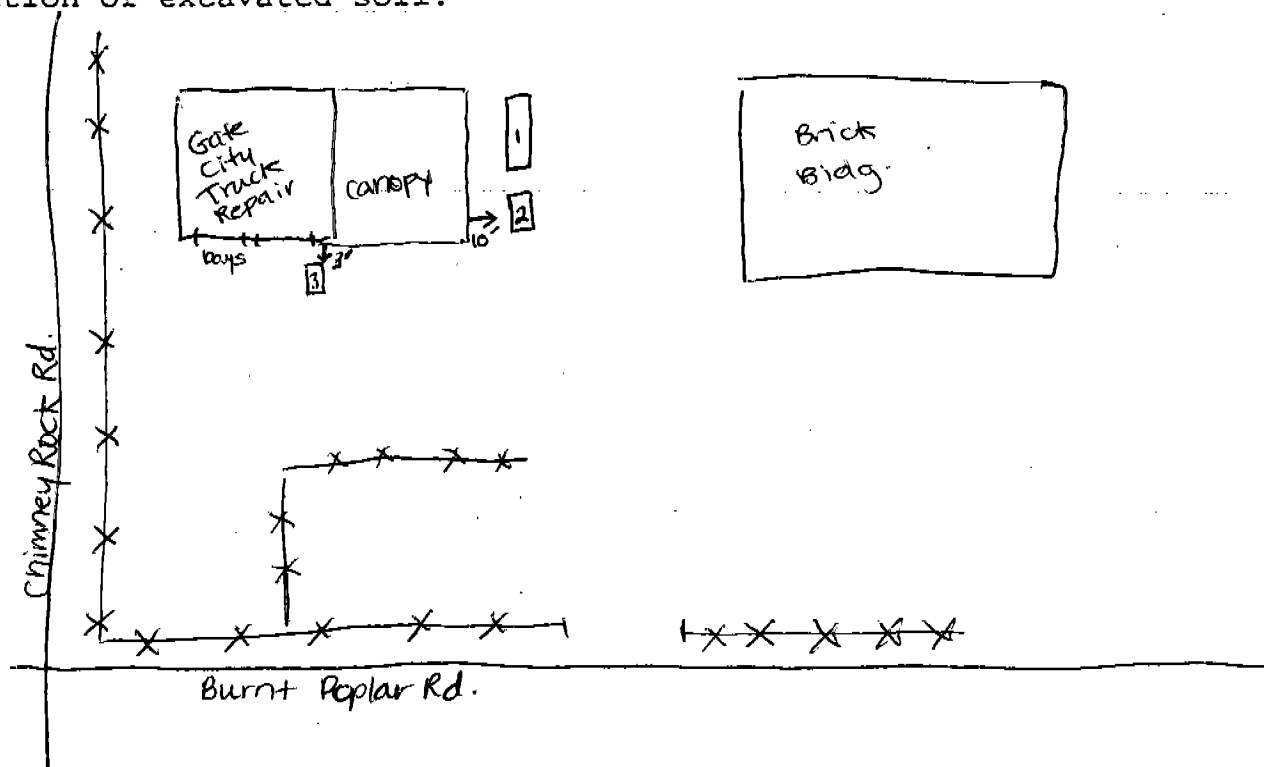 tion of excavated soil.
Gate
City
Truck
Repair
canopy
1
2
10'
bays
3'
3
Brick
Bldg.
Chimney Rock Rd.
Burnt Poplar Rd.